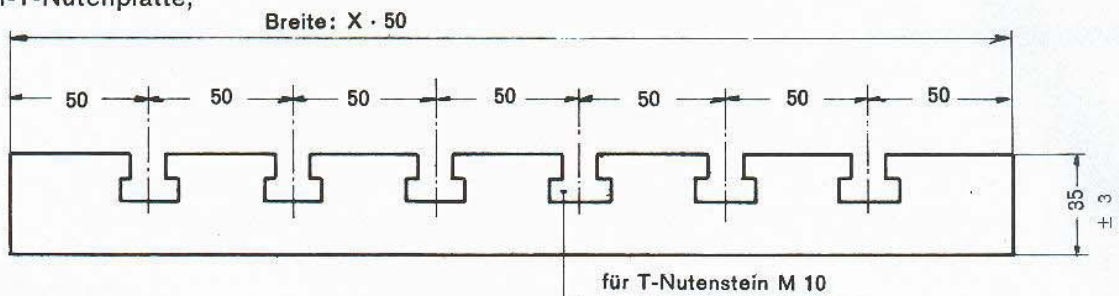 -T-Nutenplatte,
Breite: X · 50
50 50 50 50 50 50 50
35 ± 3
für T-Nutenstein M 10